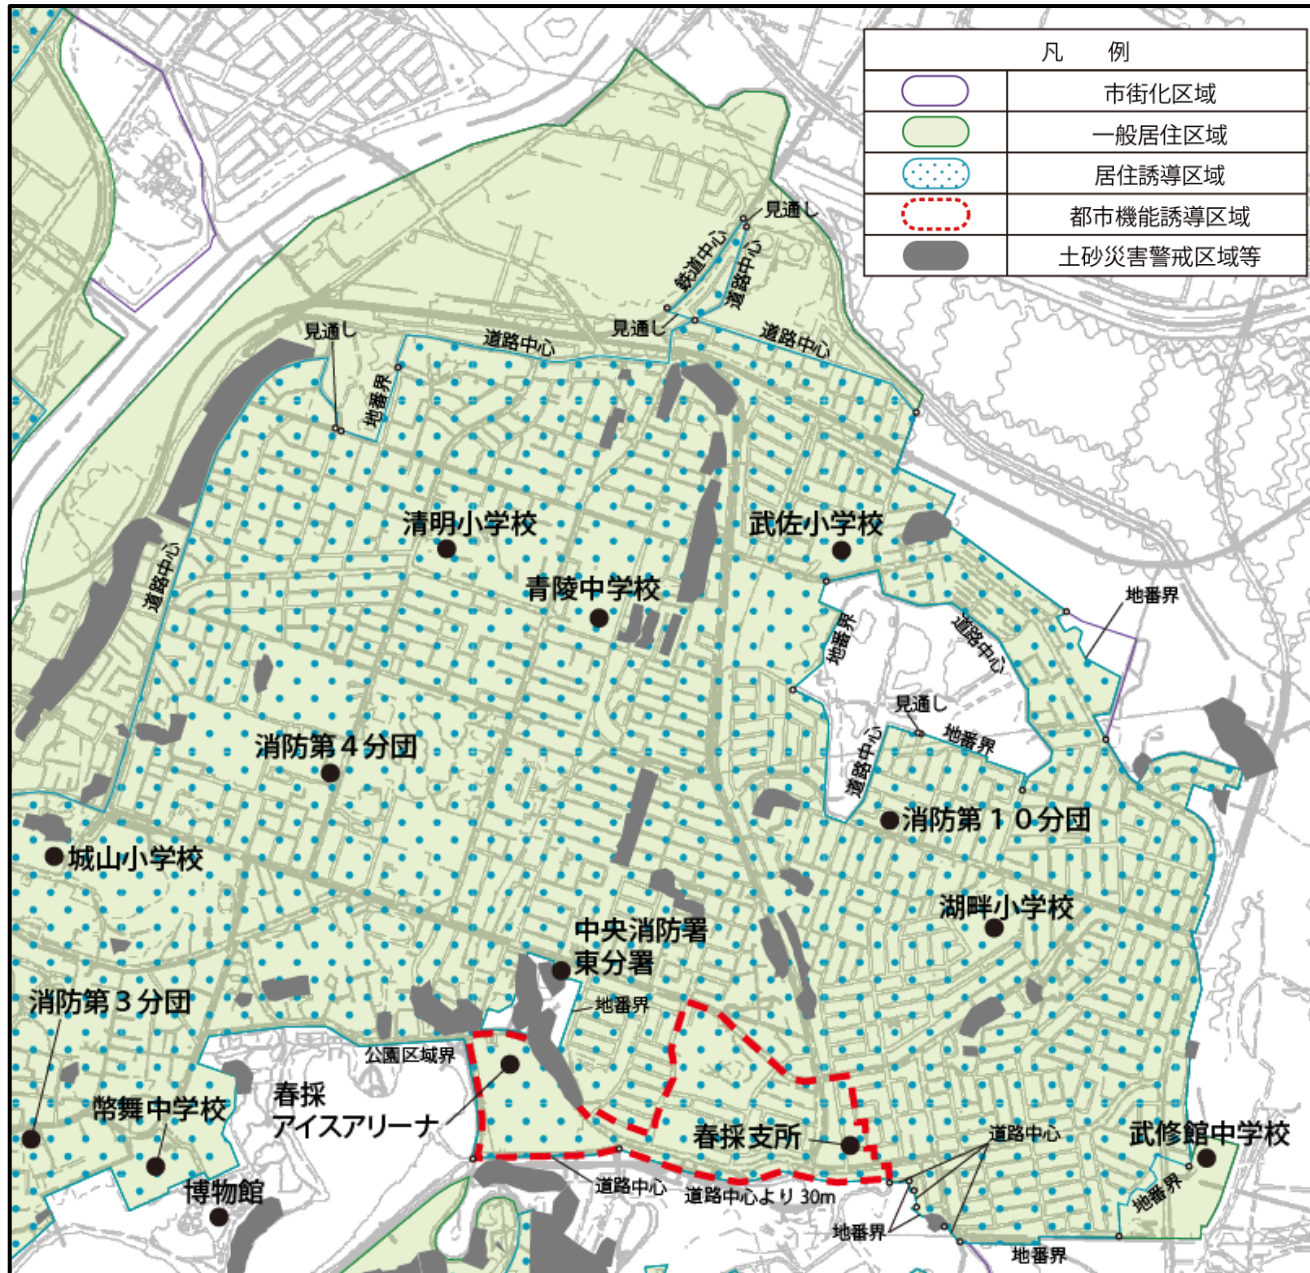 凡 例
市街化区域
一般居住区域
居住誘導区域
都市機能誘導区域
土砂災害警戒区域等
見通し
鉄道中心
道路中心
見通し
道路中心
見通し
道路中心
地番界
清明小学校
武佐小学校
青陵中学校
道路中心
地番界
地番界
道路中心
見通し
地番界
道路中心
消防第4分団
消防第10分団
城山小学校
湖畔小学校
中央消防署
東分署
地番界
消防第3分団
公園区域界
春採
アイスアリーナ
幣舞中学校
春採支所
道路中心
武修館中学校
博物館
道路中心
道路中心より30m
地番界
地番界
地番界